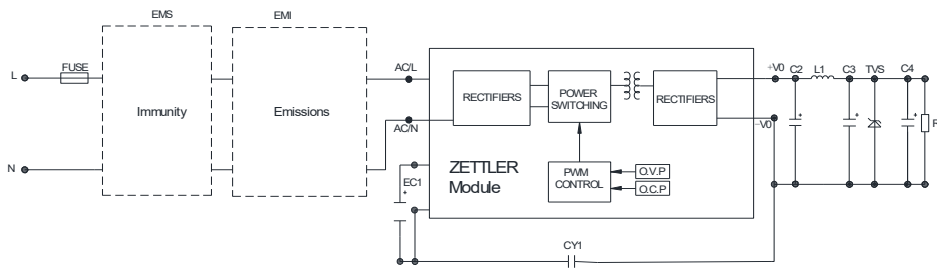 EMS
EMI
L
FUSE
Immunity
Emissions
AC/L
AC/N
RECTIFIERS
POWER
SWITCHING
RECTIFIERS
+V0
C2
L1
C3
TVS
C4
-V0
R
N
EC1
+
ZETTLER
Module
PWM
CONTROL
O.V.P
O.C.P
+
+
+
CY1